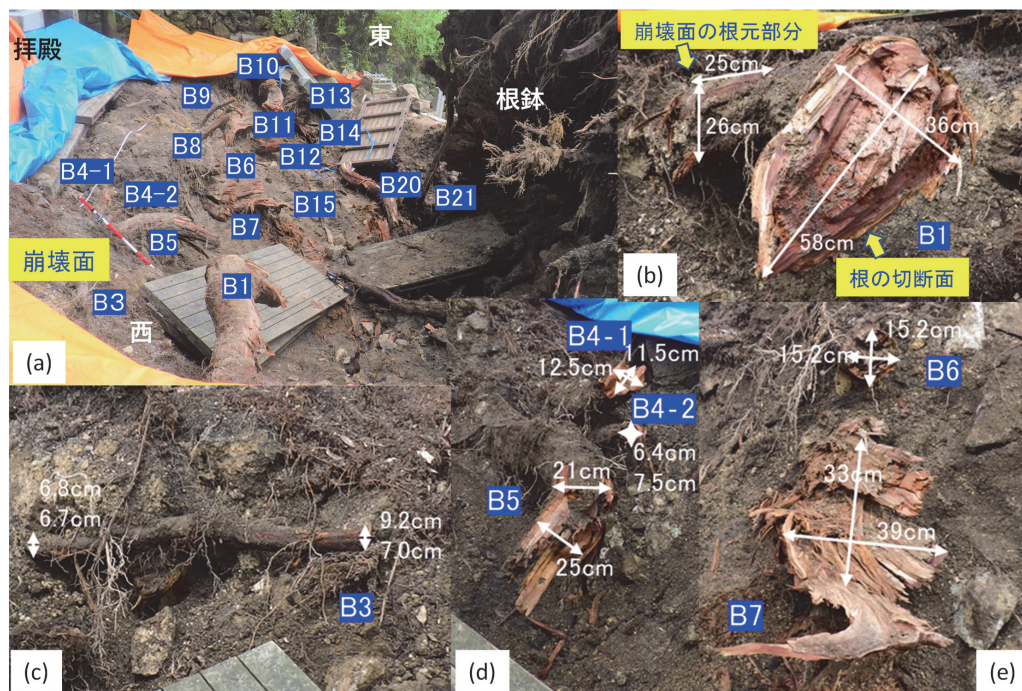 拝殿
東
B10
B9
B13
根鉢
B11
B14
B8
B12
B6
B4-1
B20
B4-2
B21
B15
B5
B7
崩壊面
B1
B3
西
(a)
崩壊面の根元部分
25cm
26cm
36cm
58cm
B1
(b)
根の切断面
6.8cm
6.7cm
9.2cm
7.0cm
B3
(c)
B4-1
11.5cm
12.5cm
B4-2
6.4cm
7.5cm
21cm
B5
25cm
(d)
15.2cm
15.2cm
B6
33cm
39cm
B7
(e)